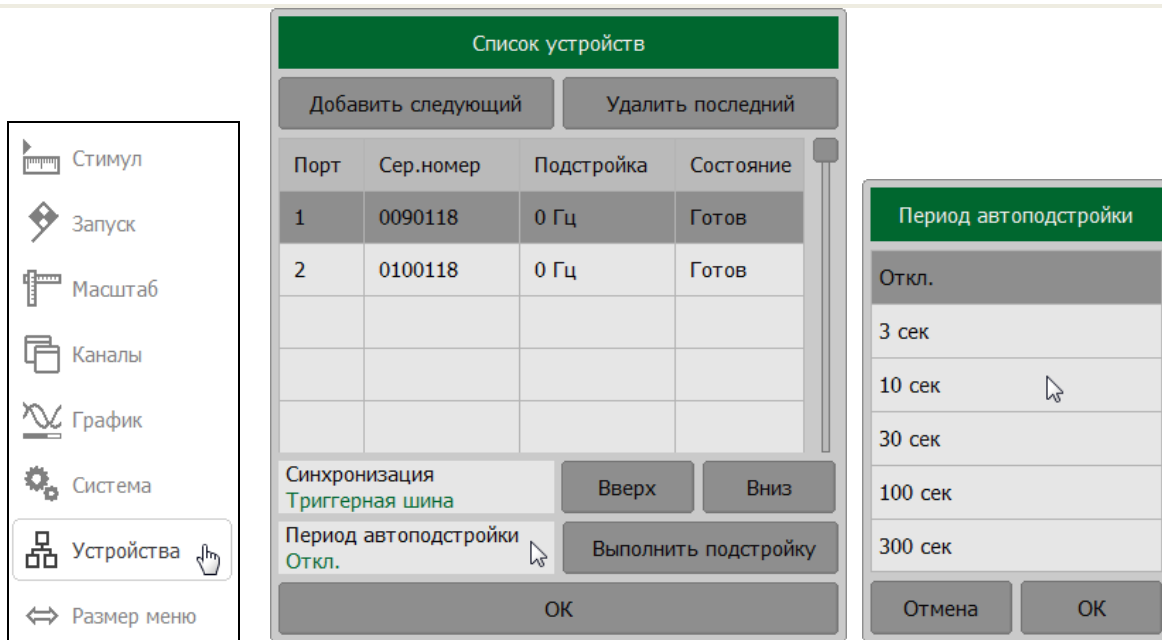 Стимул
Запуск
Масштаб
Каналы
График
Система
Устройства
Размер меню
Список устройств
Добавить следующий Удалить последний
Порт Сер.номер Подстройка Состояние
1 0090118 0 Гц Готов
2 0100118 0 Гц Готов
Синхронизация
Триггерная шина
Вверх Вниз
Период автоподстройки
Откл.
Выполнить подстройку
ОК
Период автоподстройки
Откл.
3 сек
10 сек
30 сек
100 сек
300 сек
Отмена ОК